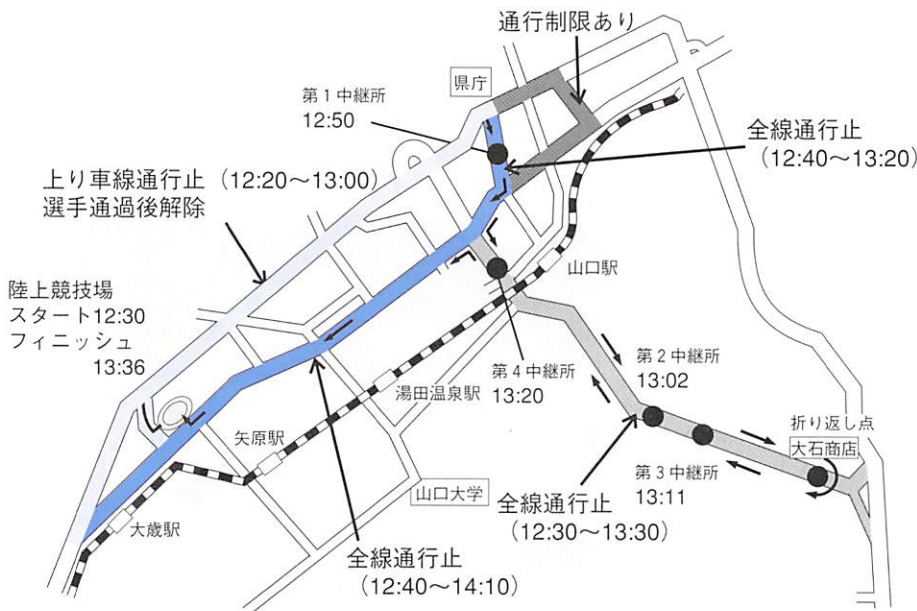 通行制限あり
県庁
第1中継所
12:50
全線通行止
(12:40〜13:20)
上り車線通行止(12:20〜13:00)
選手通過後解除
山口駅
陸上競技場
スタート12:30
フィニッシュ
13:36
第4中継所
13:20
第2中継所
13:02
湯田温泉駅
折り返し点
大石商店
矢原駅
第3中継所
13:11
山口大学
全線通行止
(12:30〜13:30)
大歳駅
全線通行止
(12:40〜14:10)